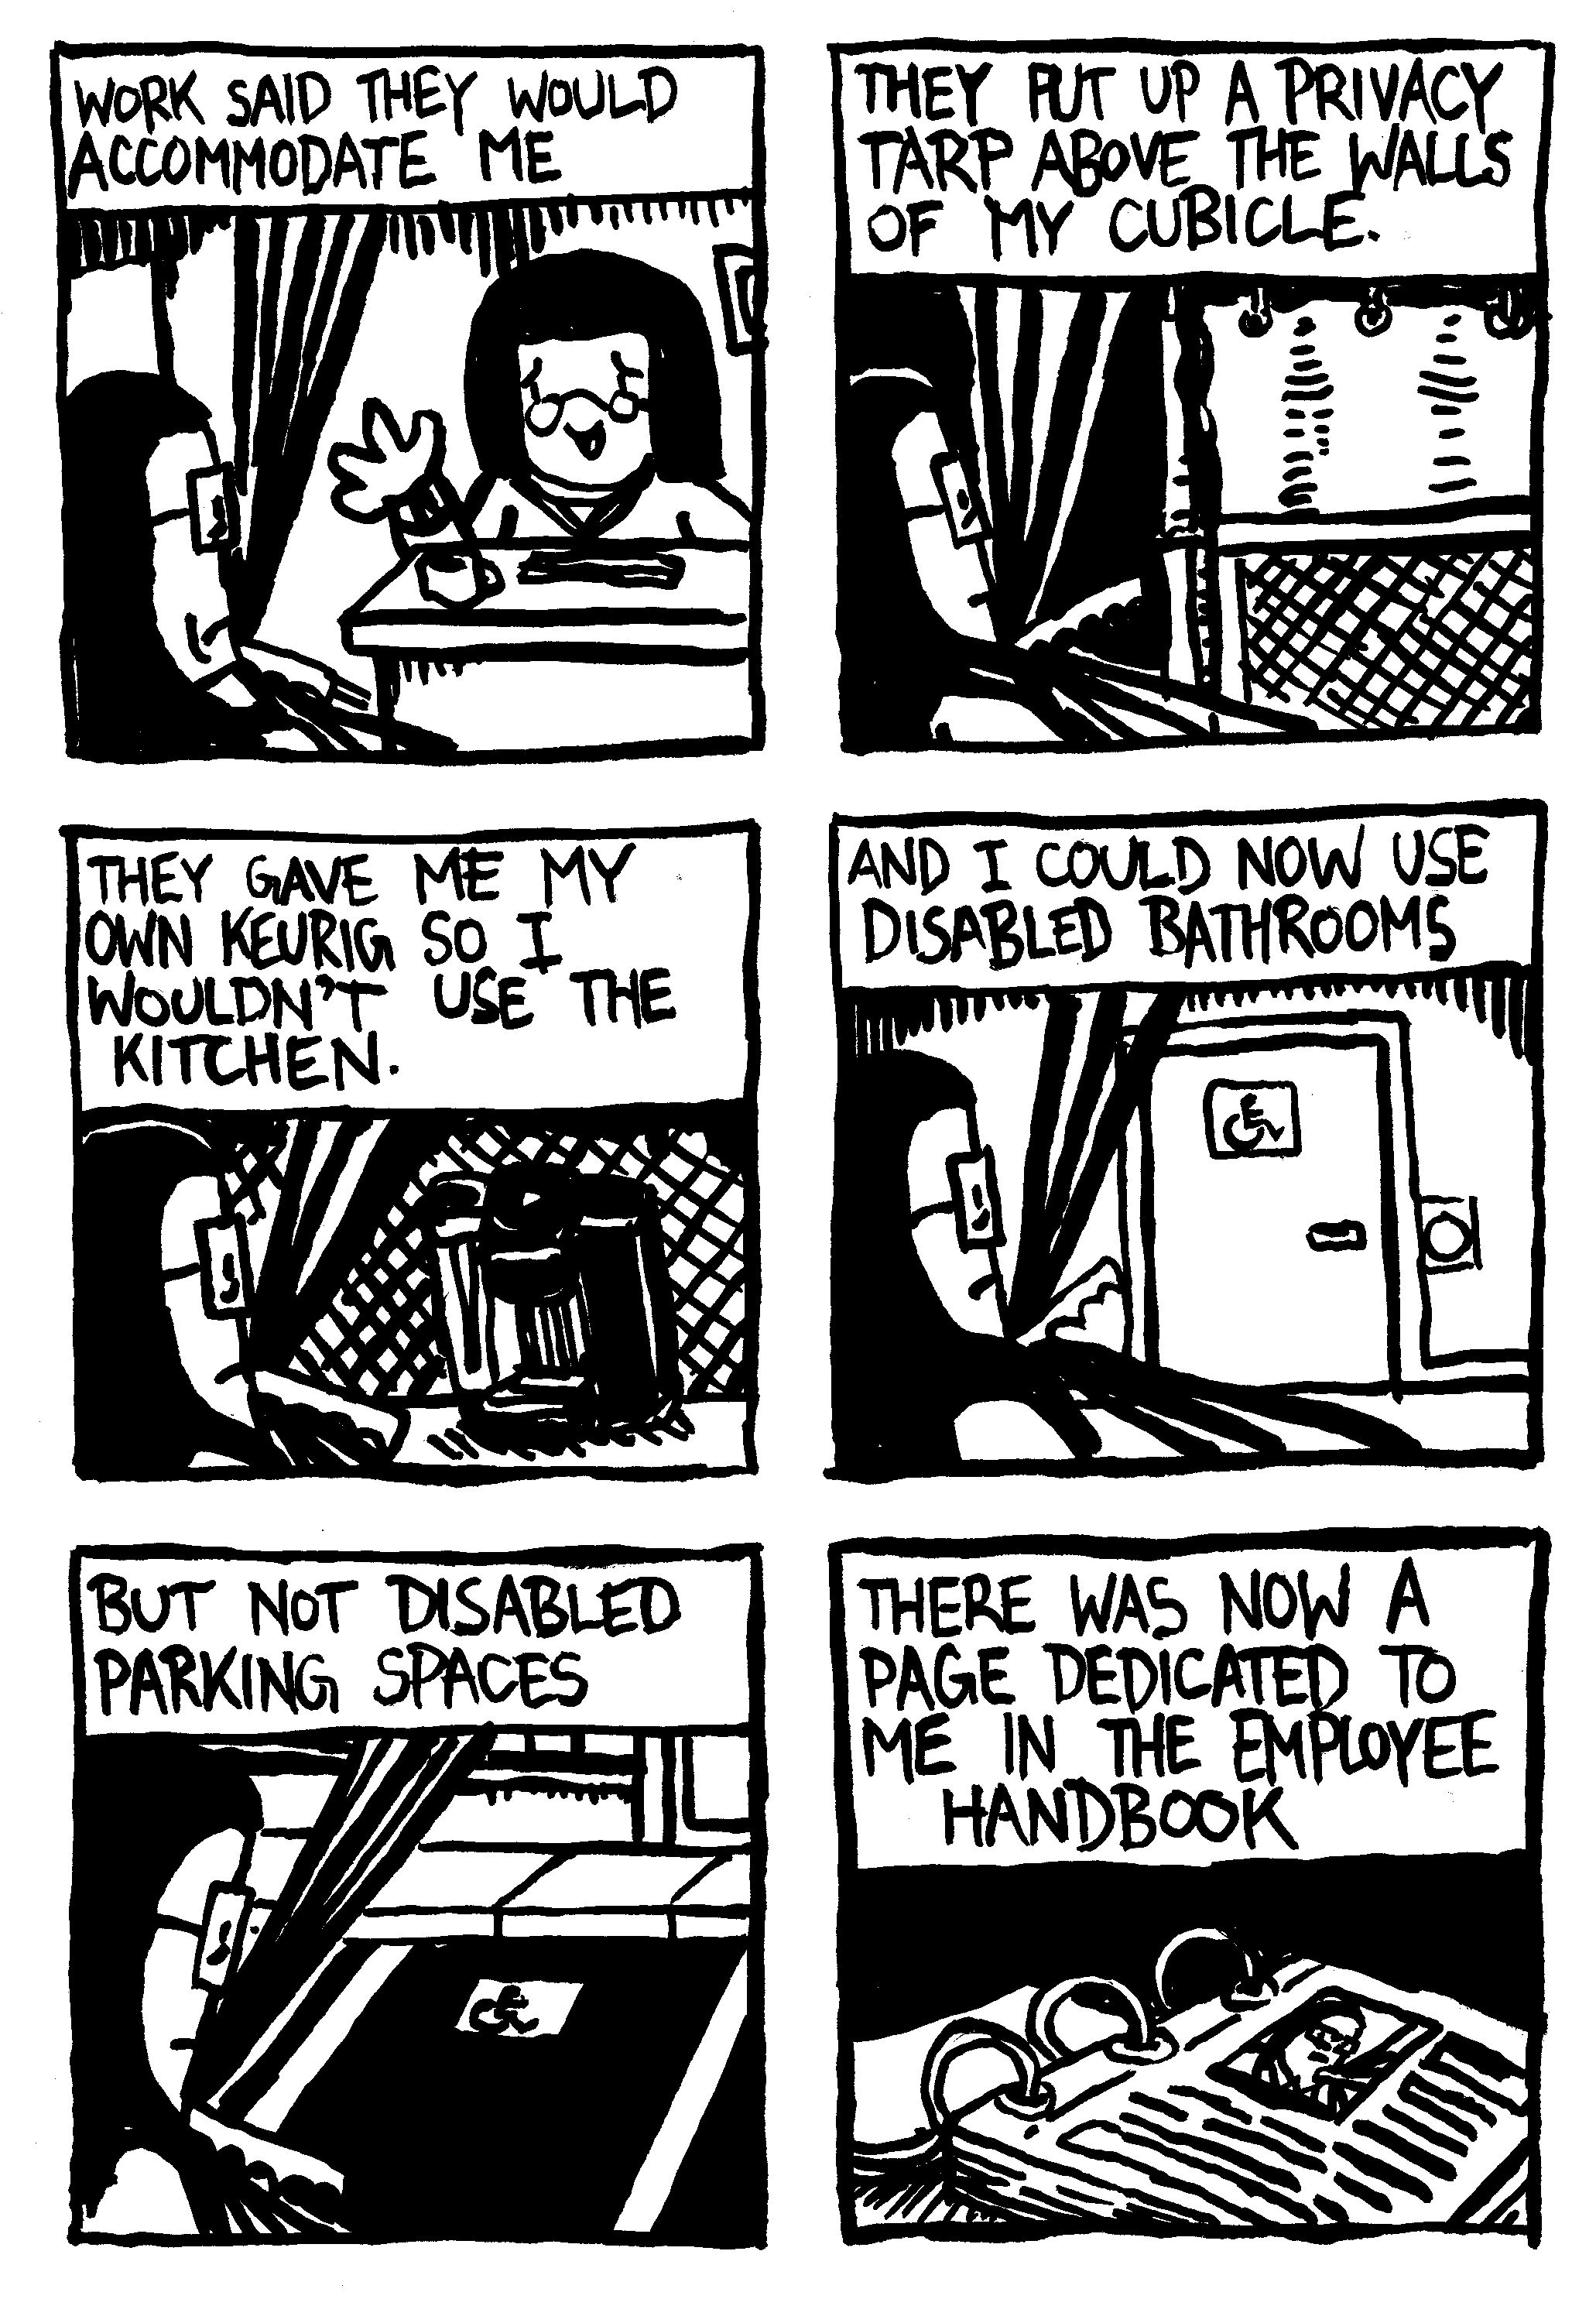 WORK SAID THEY WOULD
ACCOMMODATE ME
THEY PUT UP A PRIVACY
TARP ABOVE THE WALLS
OF MY CUBICLE.
THEY GAVE ME MY
OWN KEURIG SO I
WOULDN'T USE THE
KITCHEN.
AND I COULD NOW USE
DISABLED BATHROOMS
BUT NOT DISABLED
PARKING SPACES
THERE WAS NOW A
PAGE DEDICATED TO
ME IN THE EMPLOYEE
HANDBOOK